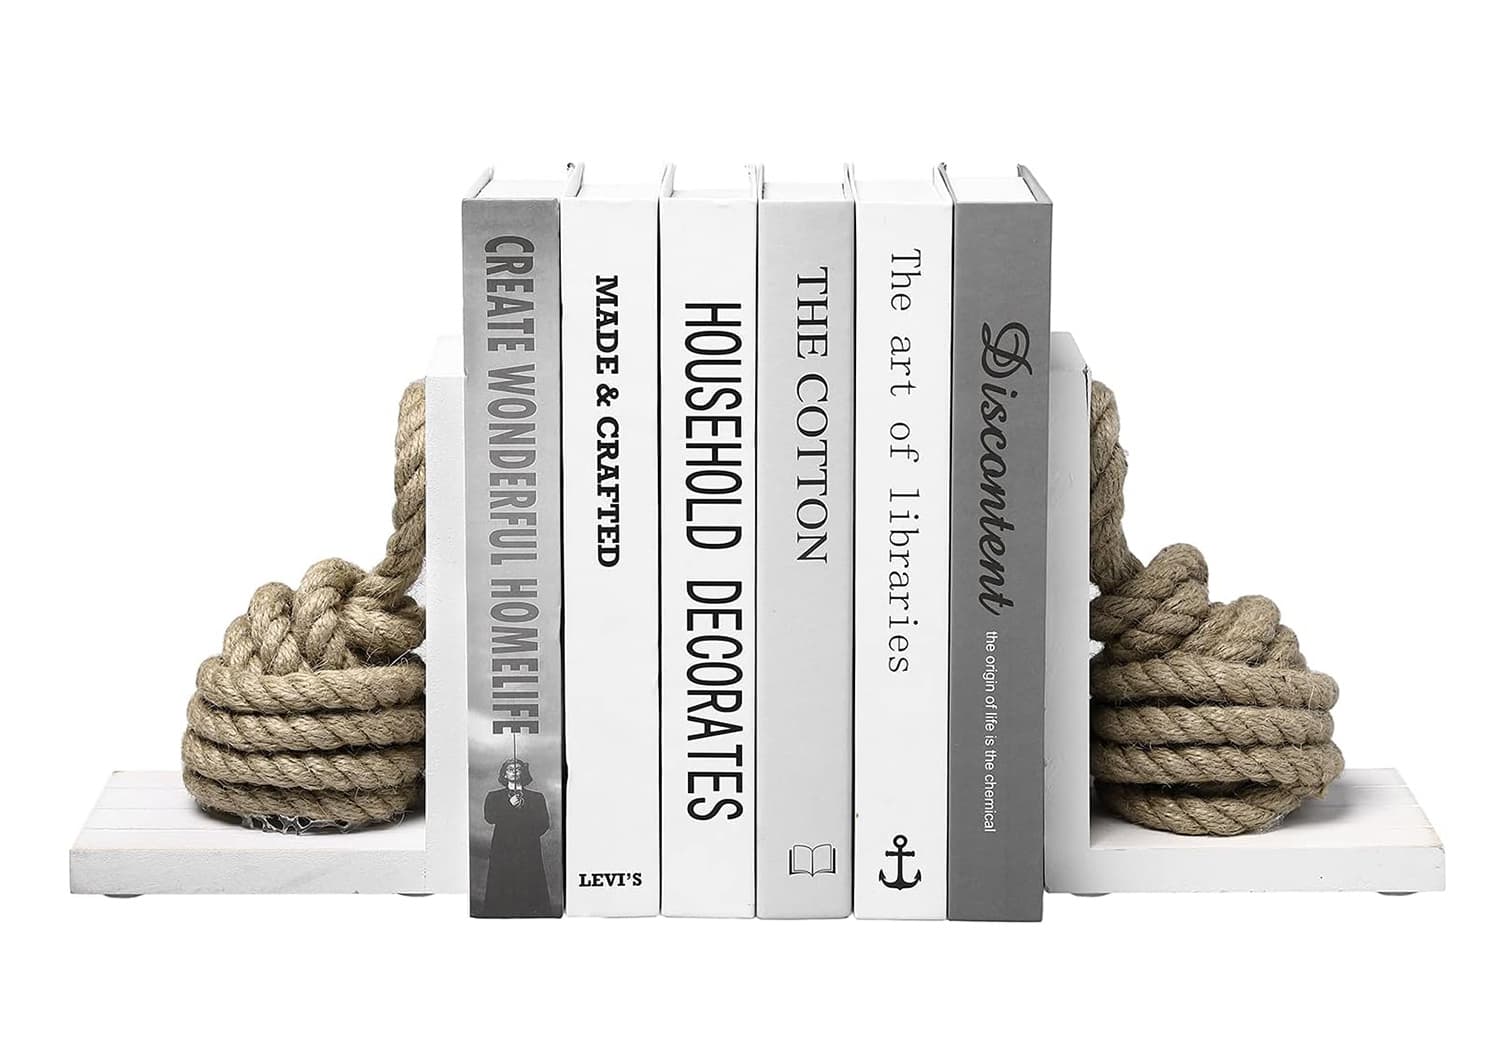 CREATE WONDERFUL HOMELIFE
MADE & CRAFTED
LEVI'S
HOUSEHOLD DECORATES
THE COTTON
The art of libraries
Discontent
the origin of life is the chemical